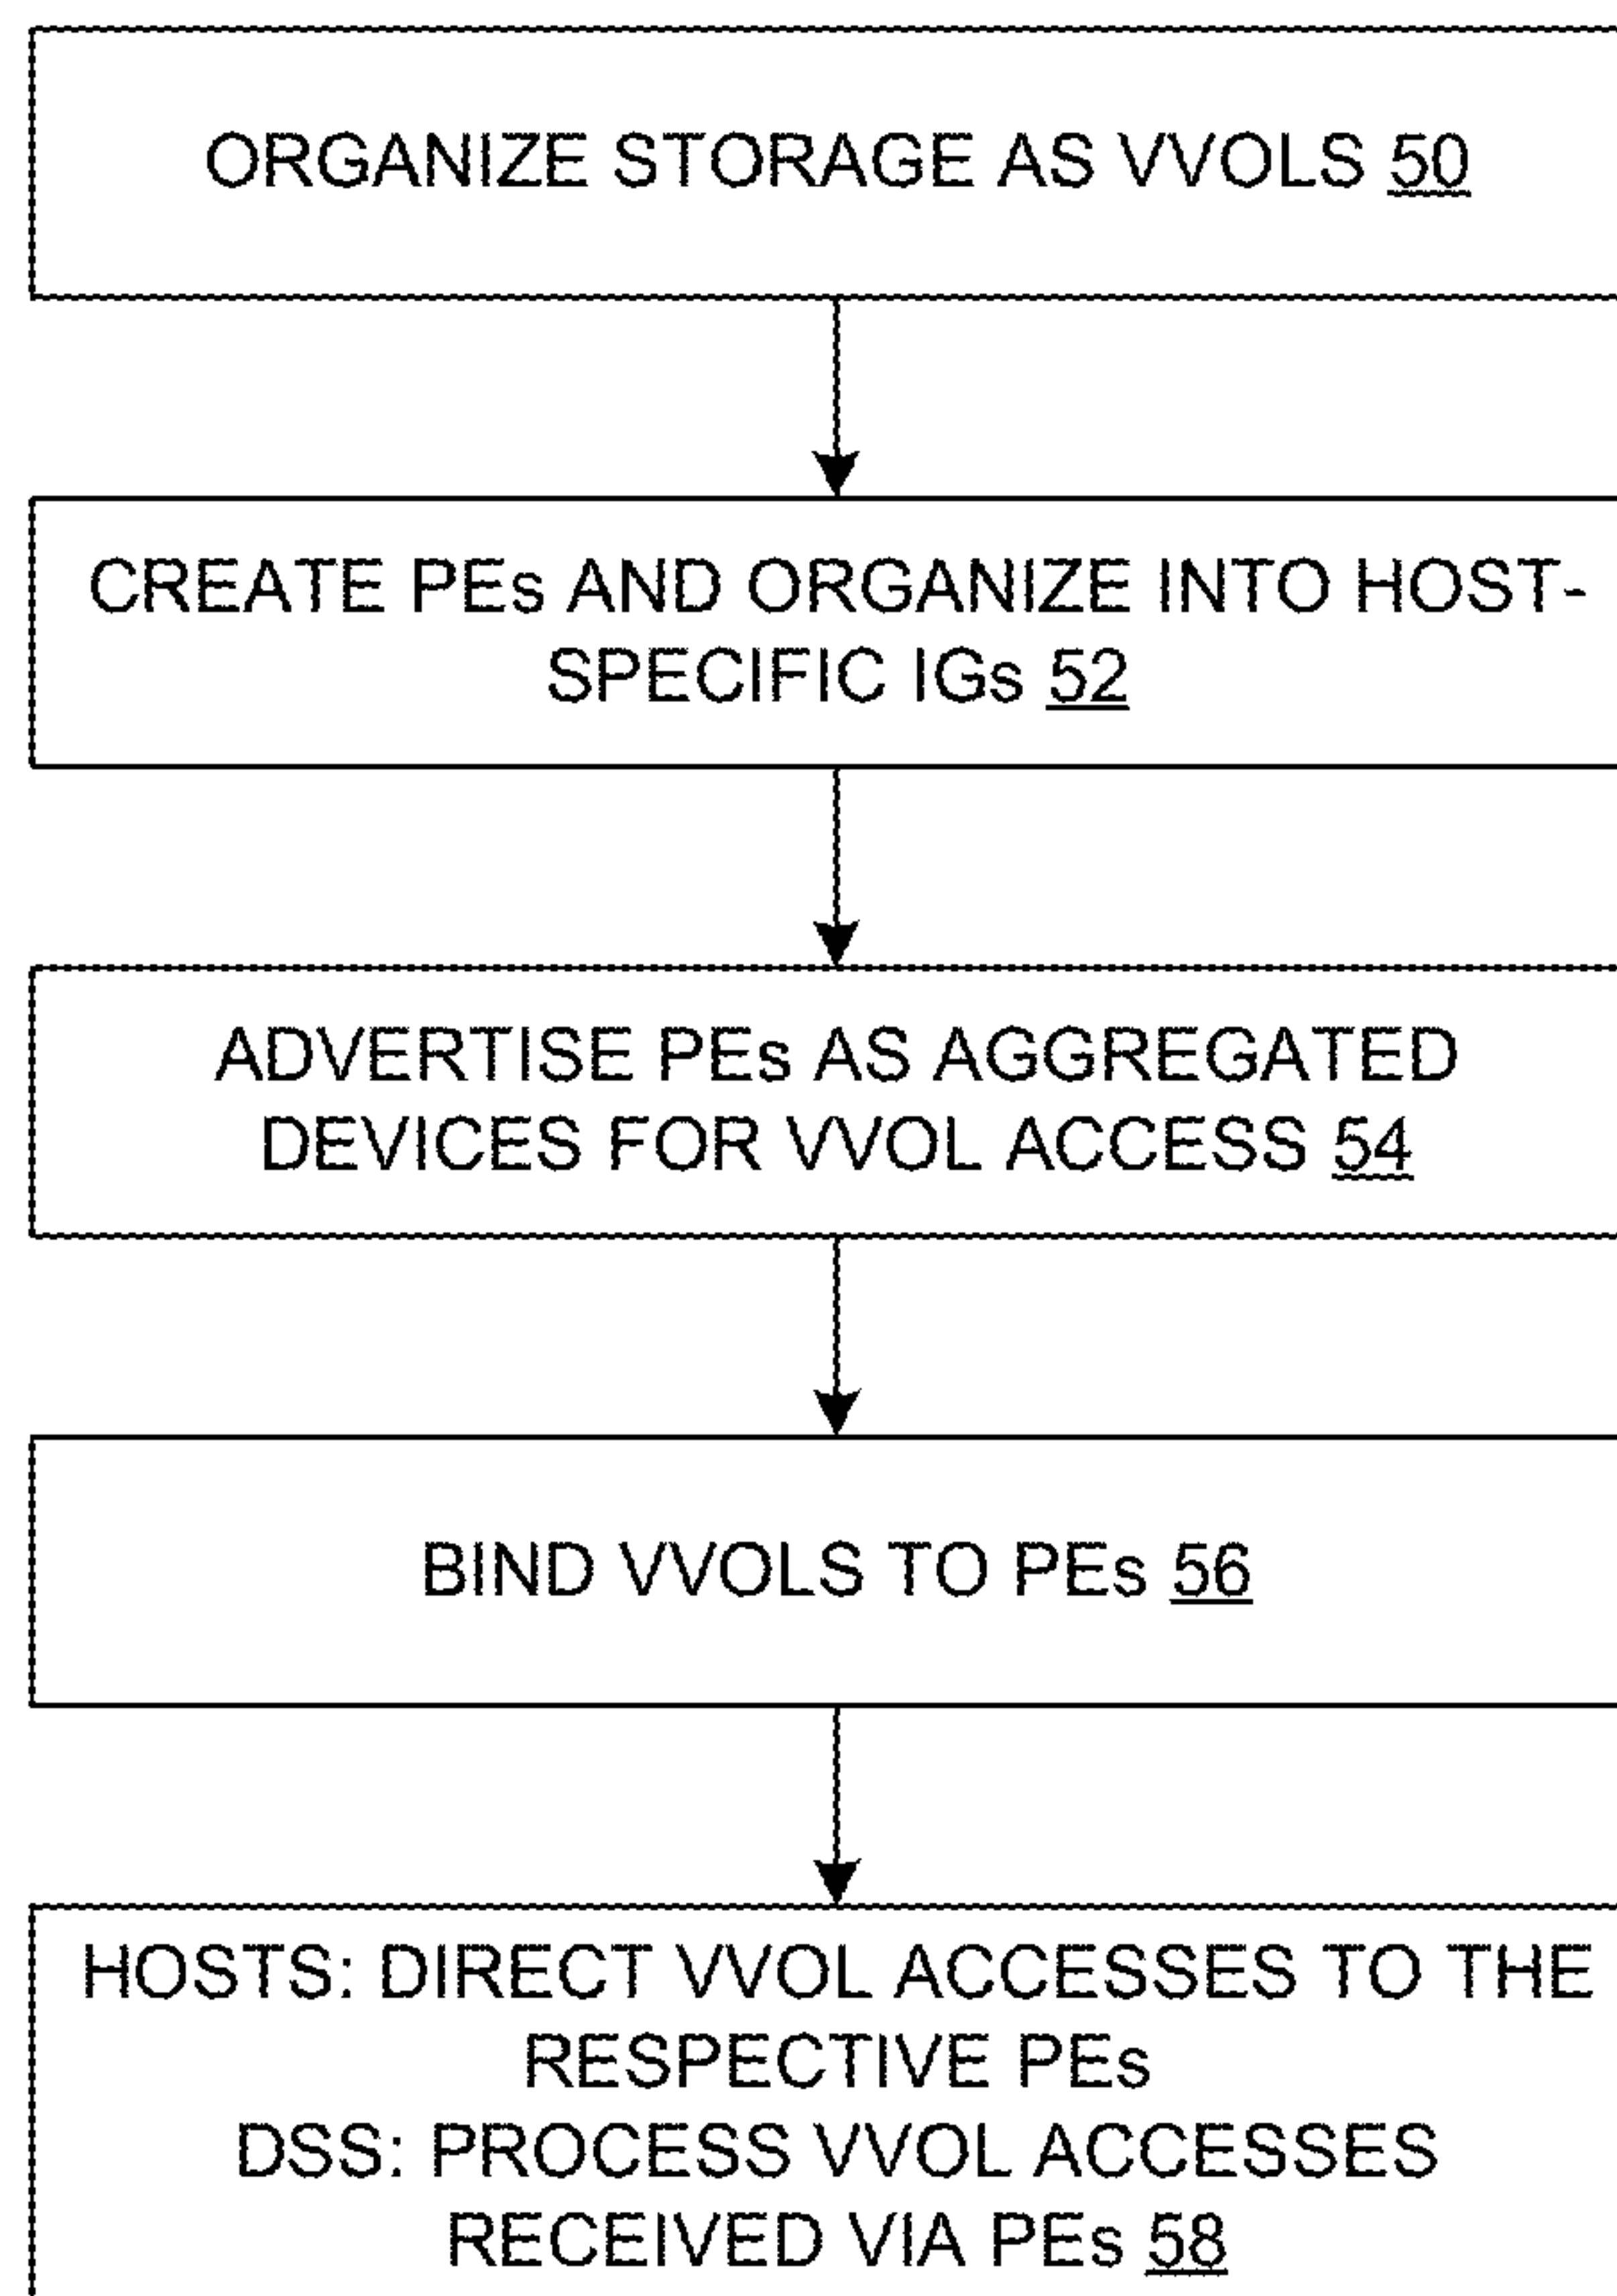 ORGANIZE STORAGE AS VVOLS 50
CREATE PEs AND ORGANIZE INTO HOST-
SPECIFIC IGs 52
ADVERTISE PEs AS AGGREGATED
DEVICES FOR VVOL ACCESS 54
BIND VVOLS TO PEs 56
HOSTS: DIRECT VVOL ACCESSES TO THE
RESPECTIVE PEs
DSS: PROCESS VVOL ACCESSES
RECEIVED VIA PEs 58